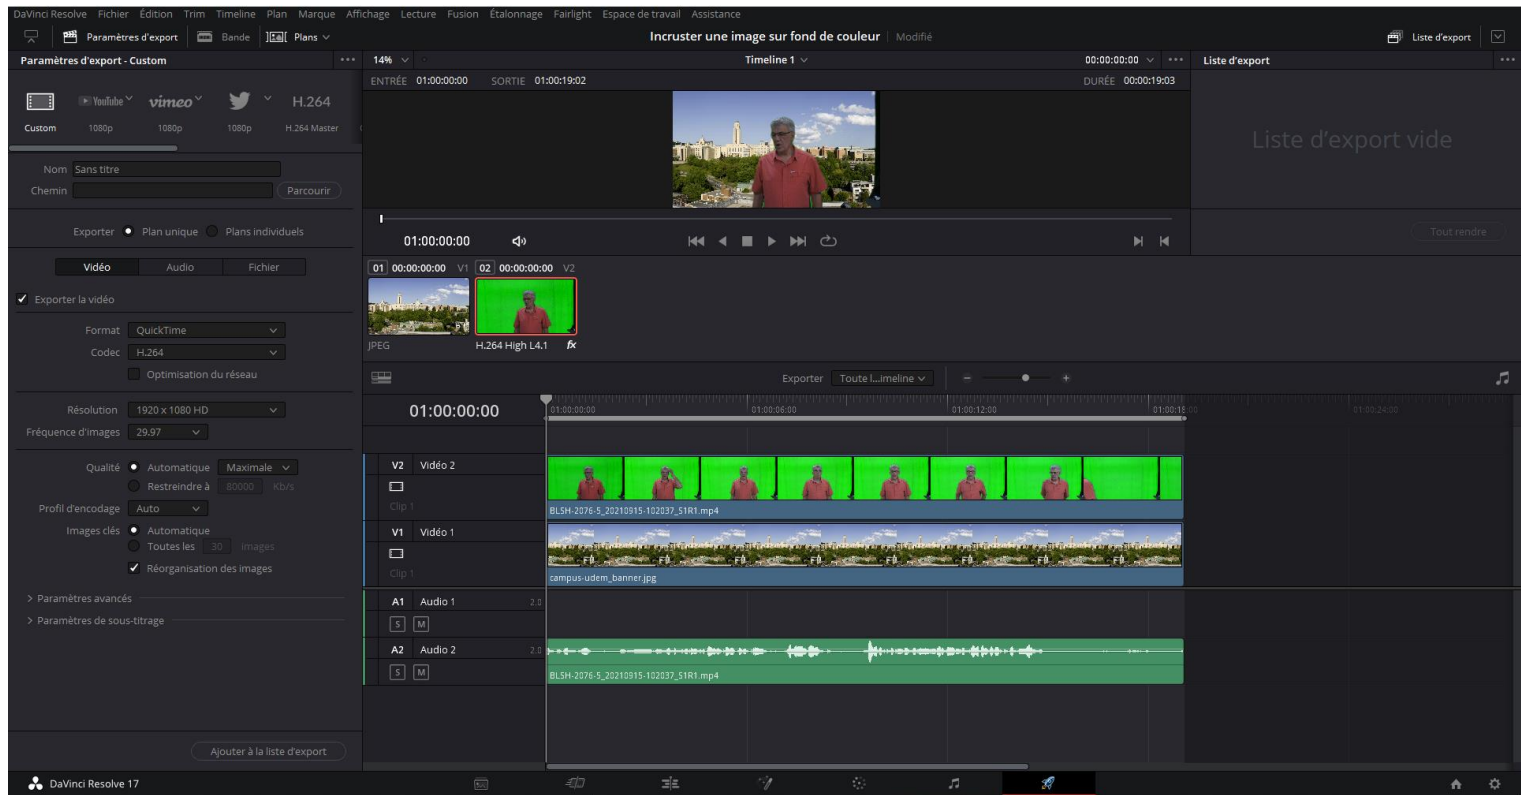 DaVinci Resolve Fichier Édition Trim Timeline Plan Marque Affichage Lecture Fusion Étalonnage Fairlight Espace de travail Assistance
Paramètres d'export Bande Plans Incruster une image sur fond de couleur Modifié Liste d'export
Paramètres d'export - Custom 14% Timeline 1 00:00:00:00 Liste d'export
ENTRÉE 01:00:00:00 SORTIE 01:00:19:02 DURÉE 00:00:19:03
YouTube vimeo H.264
Custom 1080p 1080p 1080p H.264 Master
Liste d'export vide
Nom Sans titre
Chemin Parcourir
Exporter Plan unique Plans individuels
Tout rendre
01:00:00:00
Vidéo Audio Fichier
01 00:00:00:00 V1 02 00:00:00:00 V2
Exporter la vidéo
Format QuickTime
JPEG H.264 High L4.1 fx
Codec H.264
Optimisation du réseau
Exporter Toute l...imeline
Résolution 1920 x 1080 HD
01:00:00:00 01:00:00:00 01:00:06:00 01:00:12:00 01:00:18:00 01:00:24:00
Fréquence d'images 29.97
Qualité Automatique Maximale
Restreindre à 80000 Kb/s
Profil d'encodage Auto
Images clés Automatique
Toutes les 30 images
Réorganisation des images
> Paramètres avancés
> Paramètres de sous-titrage
V2 Vidéo 2
Clip 1
BLSH-2076-5_20210915-102037_51R1.mp4
V1 Vidéo 1
Clip 1
campus-udem_banner.jpg
A1 Audio 1 2.0
S M
A2 Audio 2 2.0
S M
BLSH-2076-5_20210915-102037_51R1.mp4
Ajouter à la liste d'export
DaVinci Resolve 17